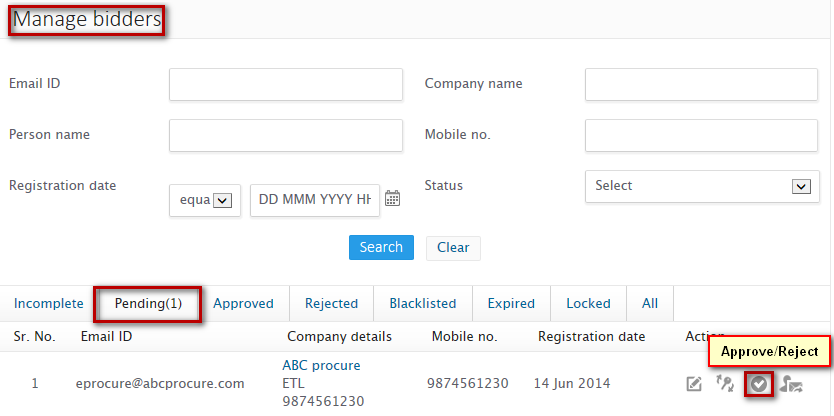 Manage bidders
Email ID
Company name
Person name
Mobile no.
Registration date
equa
DD MMM YYYY HH
Status
Select
Search Clear
Incomplete Pending(1) Approved Rejected Blacklisted Expired Locked All
Sr. No. Email ID Company details Mobile no. Registration date Action
Approve/Reject
ABC procure
1 eprocure@abcprocure.com ETL 9874561230 14 Jun 2014
9874561230